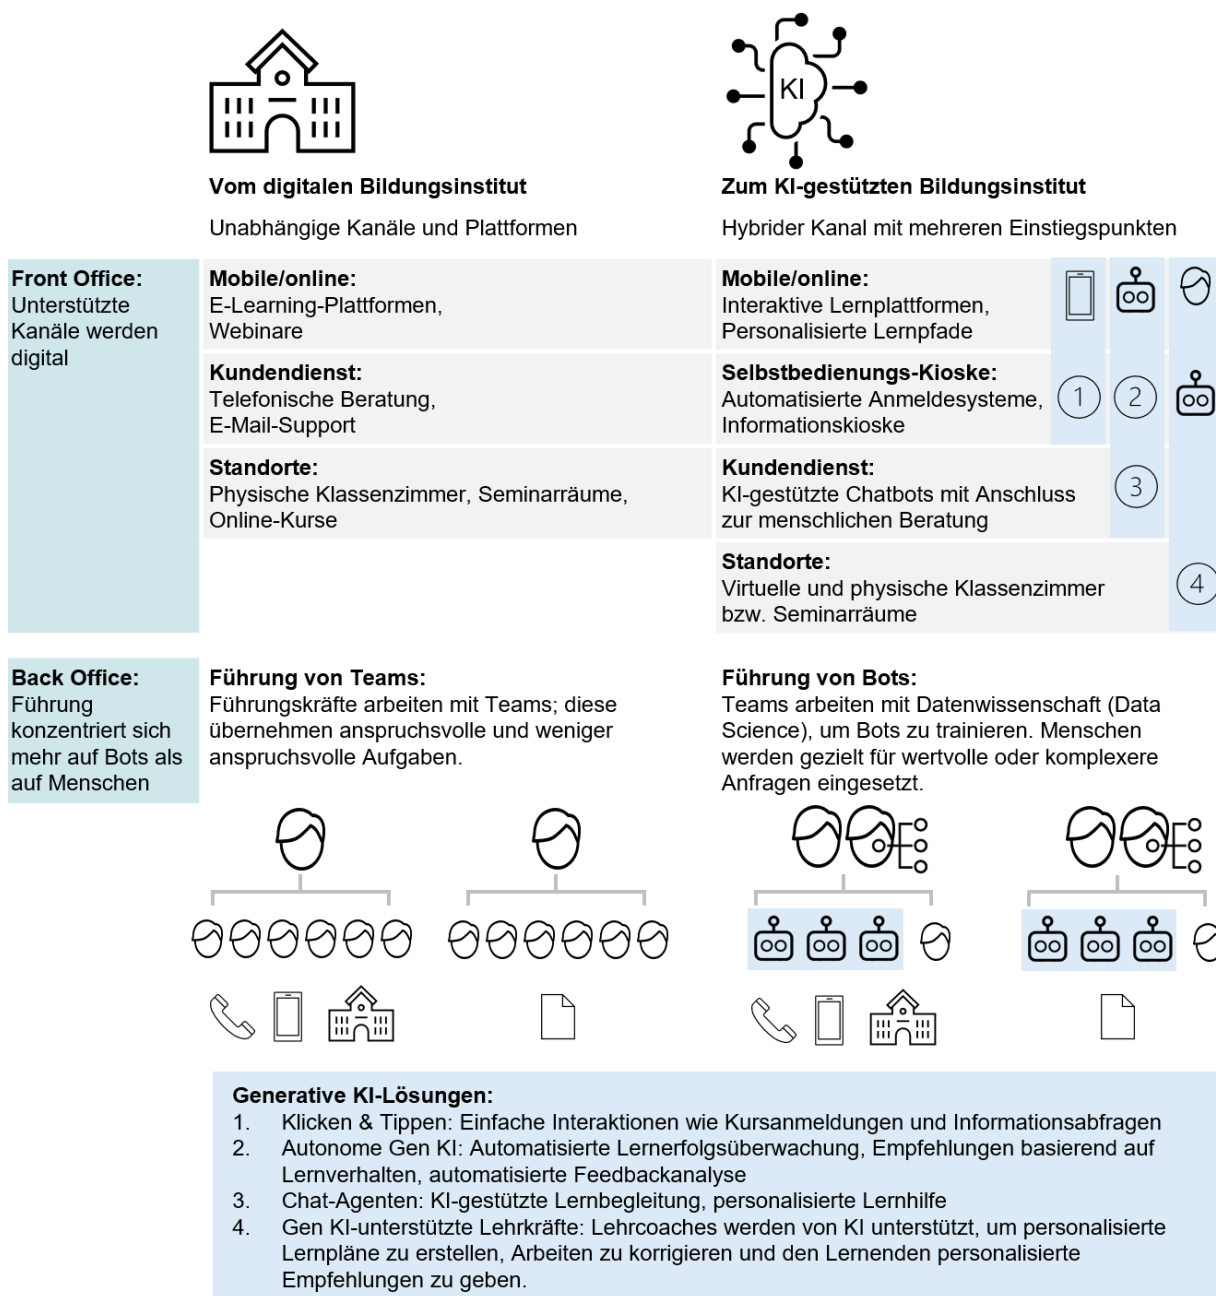 KI
Vom digitalen Bildungsinstitut
Unabhängige Kanäle und Plattformen
Zum KI-gestützten Bildungsinstitut
Hybrider Kanal mit mehreren Einstiegspunkten
Front Office:
Unterstützte
Kanäle werden
digital
Mobile/online:
E-Learning-Plattformen,
Webinare
Mobile/online:
Interaktive Lernplattformen,
Personalisierte Lernpfade
Kundendienst:
Telefonische Beratung,
E-Mail-Support
Selbstbedienungs-Kioske:
Automatisierte Anmeldesysteme,
Informationskioske
1
2
Standorte:
Physische Klassenzimmer, Seminarräume,
Online-Kurse
Kundendienst:
KI-gestützte Chatbots mit Anschluss
zur menschlichen Beratung
3
Standorte:
Virtuelle und physische Klassenzimmer
bzw. Seminarräume
4
Back Office:
Führung
konzentriert sich
mehr auf Bots als
auf Menschen
Führung von Teams:
Führungskräfte arbeiten mit Teams; diese
übernehmen anspruchsvolle und weniger
anspruchsvolle Aufgaben.
Führung von Bots:
Teams arbeiten mit Datenwissenschaft (Data
Science), um Bots zu trainieren. Menschen
werden gezielt für wertvolle oder komplexere
Anfragen eingesetzt.
Generative KI-Lösungen:
1. Klicken & Tippen: Einfache Interaktionen wie Kursanmeldungen und Informationsabfragen
2. Autonome Gen KI: Automatisierte Lernerfolgsüberwachung, Empfehlungen basierend auf
Lernverhalten, automatisierte Feedbackanalyse
3. Chat-Agenten: KI-gestützte Lernbegleitung, personalisierte Lernhilfe
4. Gen KI-unterstützte Lehrkräfte: Lehrcoaches werden von KI unterstützt, um personalisierte
Lernpläne zu erstellen, Arbeiten zu korrigieren und den Lernenden personalisierte
Empfehlungen zu geben.